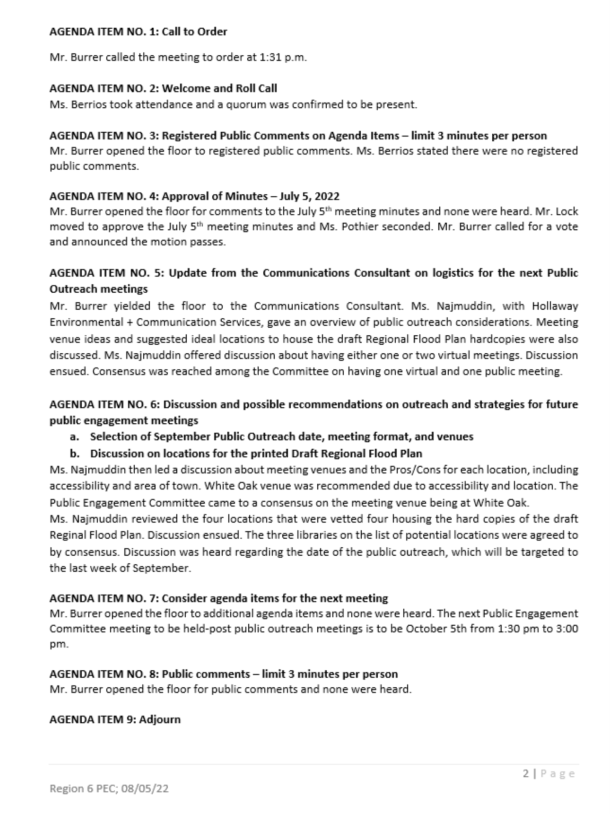 AGENDA ITEM NO. 1: Call to Order
Mr. Burrer called the meeting to order at 1:31 p.m.
AGENDA ITEM NO. 2: Welcome and Roll Call
Ms. Berrios took attendance and a quorum was confirmed to be present.
AGENDA ITEM NO. 3: Registered Public Comments on Agenda Items – limit 3 minutes per person
Mr. Burrer opened the floor to registered public comments. Ms. Berrios stated there were no registered
public comments.
AGENDA ITEM NO. 4: Approval of Minutes – July 5, 2022
Mr. Burrer opened the floor for comments to the July 5th meeting minutes and none were heard. Mr. Lock
moved to approve the July 5th meeting minutes and Ms. Pothier seconded. Mr. Burrer called for a vote
and announced the motion passes.
AGENDA ITEM NO. 5: Update from the Communications Consultant on logistics for the next Public
Outreach meetings
Mr. Burrer yielded the floor to the Communications Consultant. Ms. Najmuddin, with Hollaway
Environmental + Communication Services, gave an overview of public outreach considerations. Meeting
venue ideas and suggested ideal locations to house the draft Regional Flood Plan hardcopies were also
discussed. Ms. Najmuddin offered discussion about having either one or two virtual meetings. Discussion
ensued. Consensus was reached among the Committee on having one virtual and one public meeting.
AGENDA ITEM NO. 6: Discussion and possible recommendations on outreach and strategies for future
public engagement meetings
a. Selection of September Public Outreach date, meeting format, and venues
b. Discussion on locations for the printed Draft Regional Flood Plan
Ms. Najmuddin then led a discussion about meeting venues and the Pros/Cons for each location, including
accessibility and area of town. White Oak venue was recommended due to accessibility and location. The
Public Engagement Committee came to a consensus on the meeting venue being at White Oak.
Ms. Najmuddin reviewed the four locations that were vetted four housing the hard copies of the draft
Reginal Flood Plan. Discussion ensued. The three libraries on the list of potential locations were agreed to
by consensus. Discussion was heard regarding the date of the public outreach, which will be targeted to
the last week of September.
AGENDA ITEM NO. 7: Consider agenda items for the next meeting
Mr. Burrer opened the floor to additional agenda items and none were heard. The next Public Engagement
Committee meeting to be held-post public outreach meetings is to be October 5th from 1:30 pm to 3:00
pm.
AGENDA ITEM NO. 8: Public comments – limit 3 minutes per person
Mr. Burrer opened the floor for public comments and none were heard.
AGENDA ITEM 9: Adjourn
2 | Page
Region 6 PEC; 08/05/22